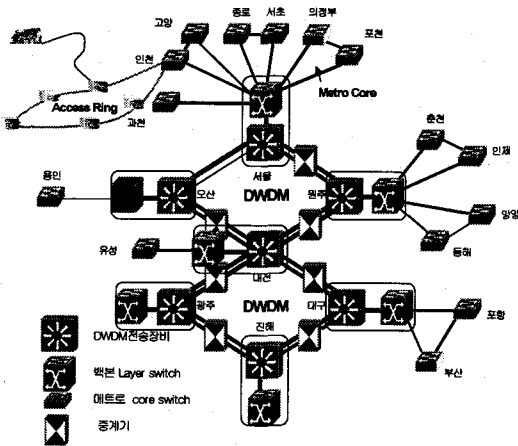 고양
종로
서초
의정부
포천
인천
Access Ring
과천
Metro Core
춘천
인제
서울
용인
오산
DWDM
원주
양양
동해
유성
대전
광주
DWDM
대구
포항
진해
부산
DWDM전송장비
백본 Layer switch
메트로 core switch
중계기